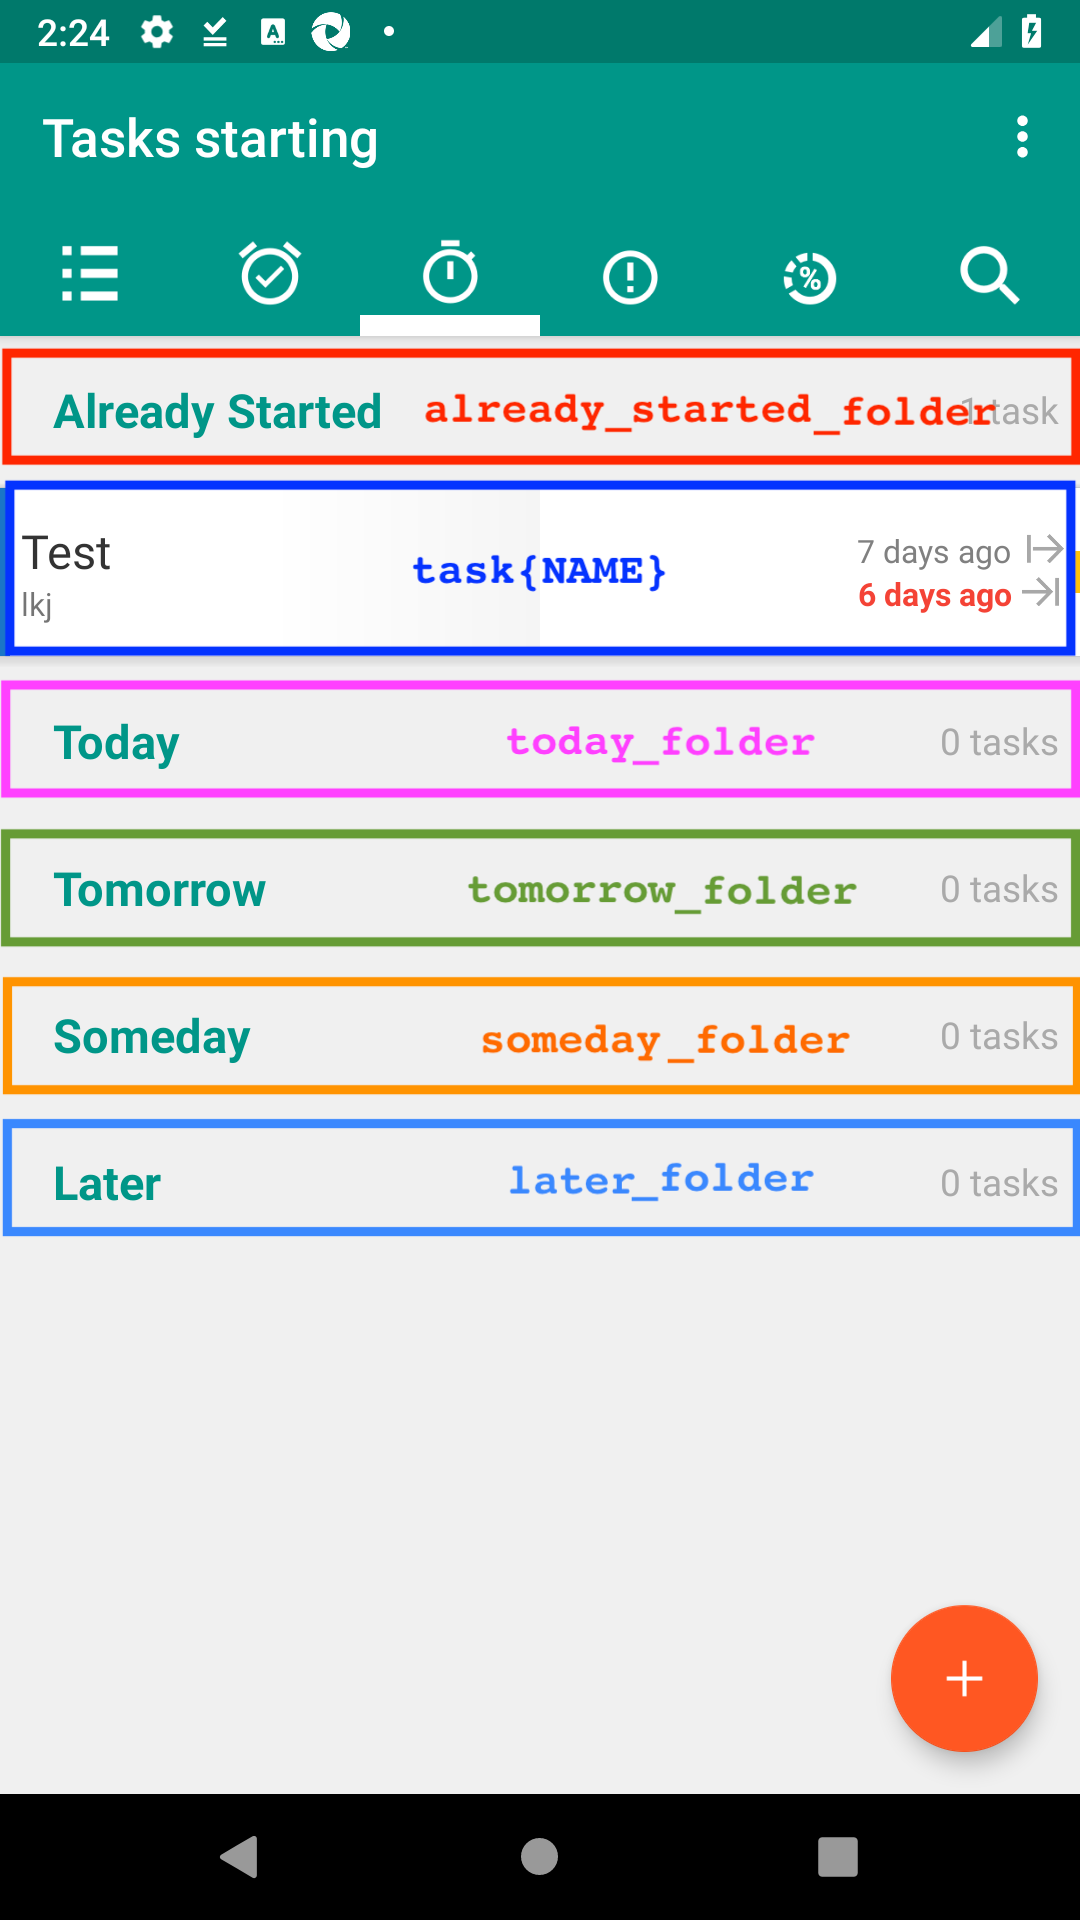 2:24
Tasks starting
Already Started already_started_folder 1 task
Test
lkj
task{NAME}
7 days ago
6 days ago
Today today_folder 0 tasks
Tomorrow tomorrow_folder 0 tasks
Someday someday_folder 0 tasks
Later later_folder 0 tasks